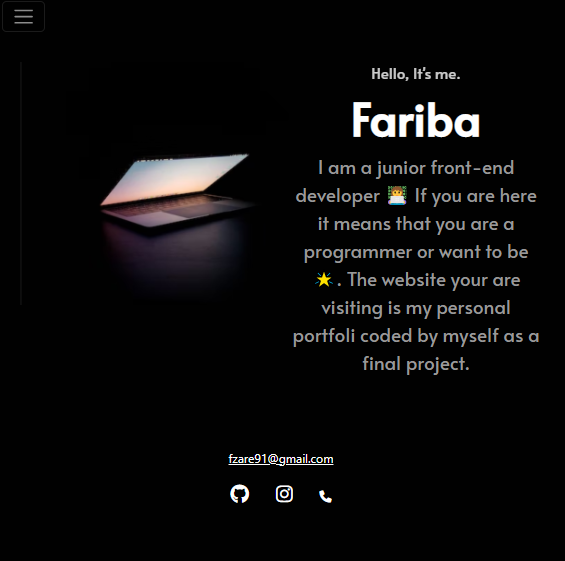 Hello, It's me.
Fariba
I am a junior front-end
developer 👨‍💻 If you are here
it means that you are a
programmer or want to be
🌟. The website your are
visiting is my personal
portfoli coded by myself as a
final project.
fzare91@gmail.com